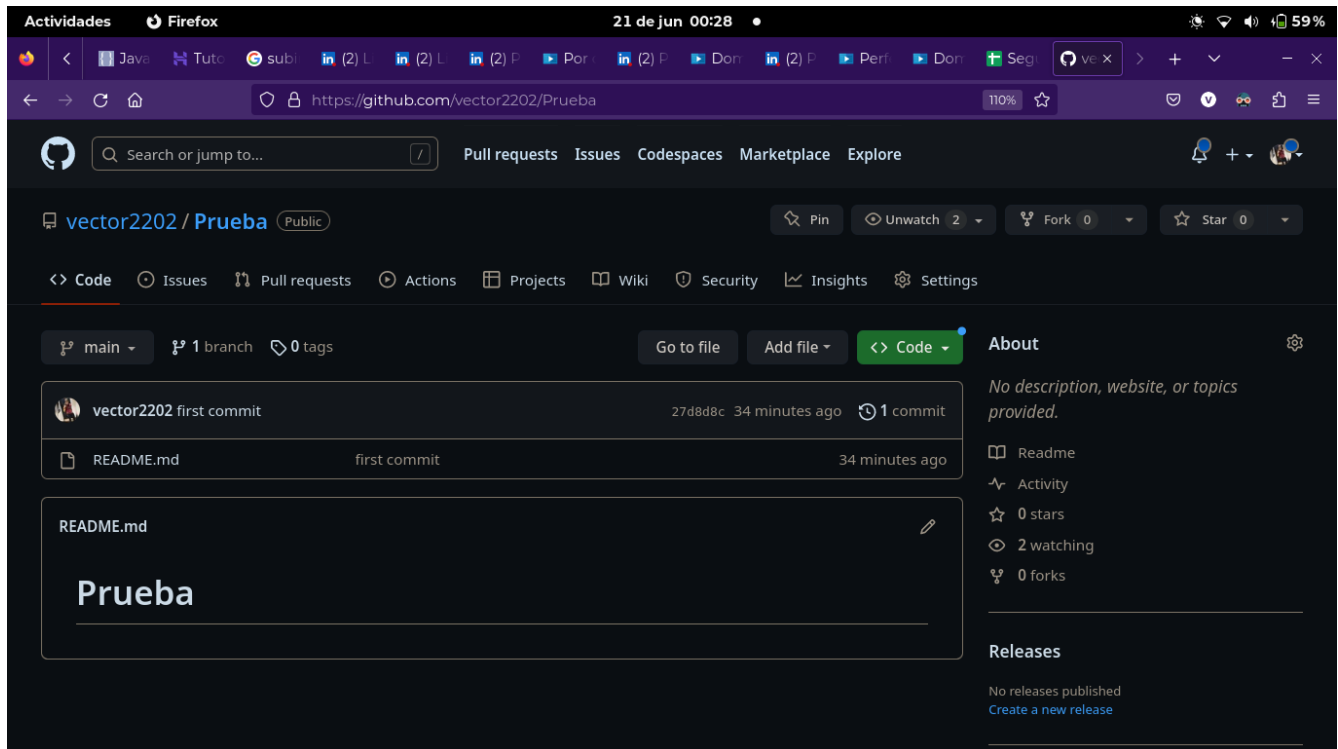 Actividades Firefox 21 de jun 00:28 59%
Java Tuto subi (2) L (2) L (2) P Por (2) P Don (2) P Perf Don Seg ve
https://github.com/vector2202/Prueba 110%
Search or jump to... / Pull requests Issues Codespaces Marketplace Explore
vector2202 / Prueba Public Pin Unwatch 2 Fork 0 Star 0
<> Code Issues Pull requests Actions Projects Wiki Security Insights Settings
main 1 branch 0 tags Go to file Add file <> Code About
No description, website, or topics
provided.
vector2202 first commit 27d8d8c 34 minutes ago 1 commit
README.md first commit 34 minutes ago
Readme
Activity
0 stars
2 watching
0 forks
README.md
Prueba
Releases
No releases published
Create a new release